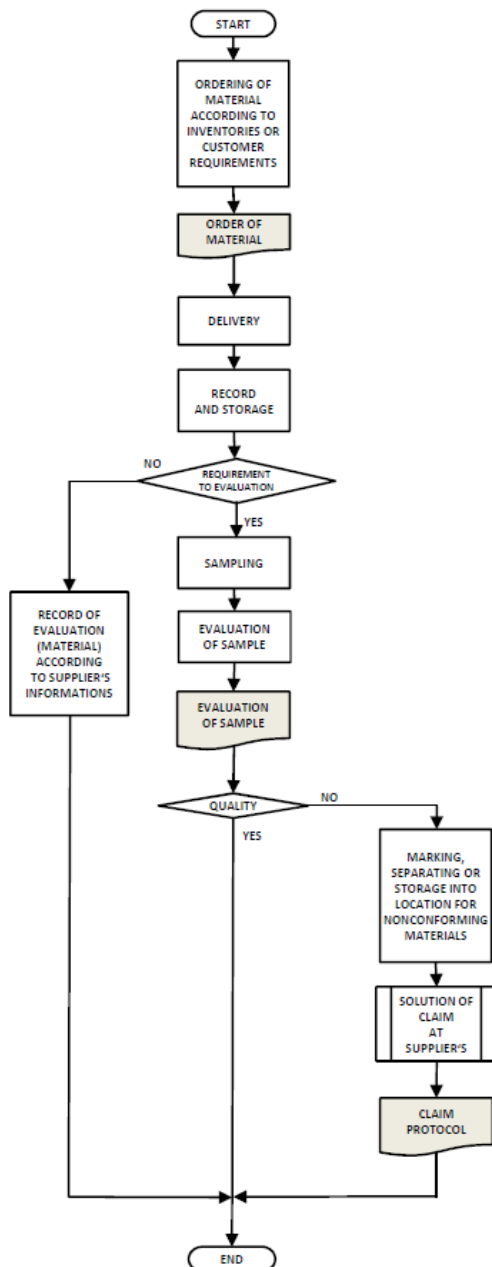 START
ORDERING OF
MATERIAL
ACCORDING TO
INVENTORIES OR
CUSTOMER
REQUIREMENTS
ORDER OF
MATERIAL
DELIVERY
RECORD
AND STORAGE
NO
REQUIREMENT
TO EVALUATION
YES
SAMPLING
RECORD OF
EVALUATION
(MATERIAL)
ACCORDING
TO SUPPLIER'S
INFORMATIONS
EVALUATION
OF SAMPLE
EVALUATION
OF SAMPLE
QUALITY
NO
YES
MARKING,
SEPARATING OR
STORAGE INTO
LOCATION FOR
NONCONFORMING
MATERIALS
SOLUTION OF
CLAIM
AT
SUPPLIER'S
CLAIM
PROTOCOL
END